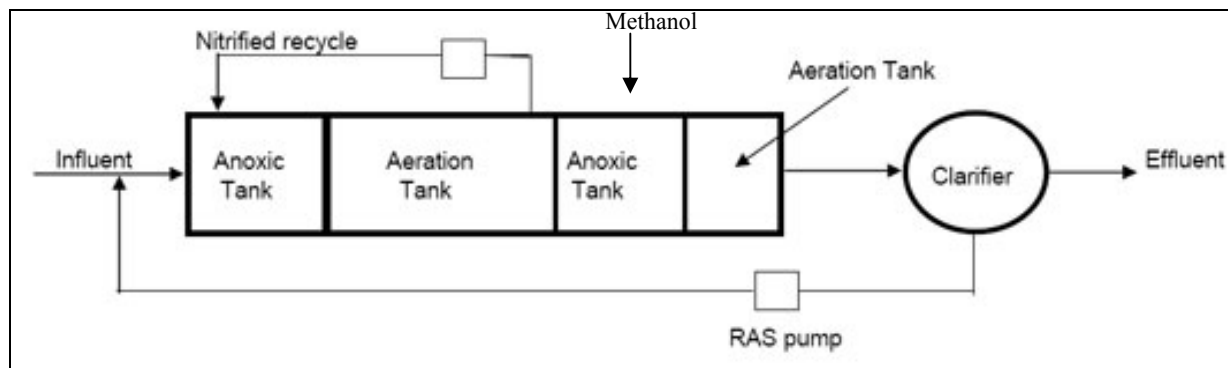 Methanol
Nitrified recycle
Aeration Tank
Influent
Anoxic
Tank
Aeration
Tank
Anoxic
Tank
Clarifier
Effluent
RAS pump